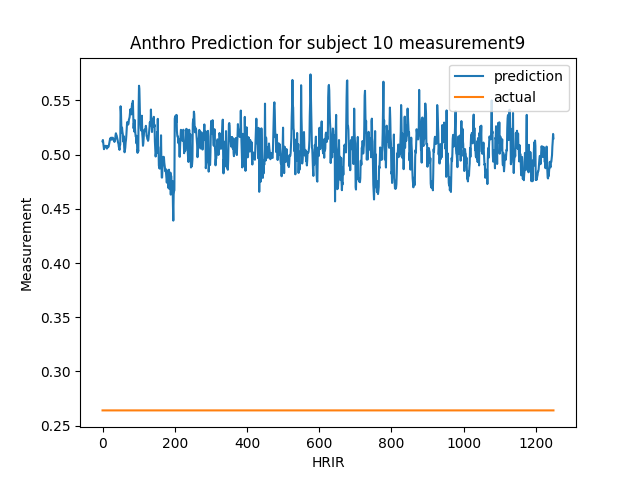 Anthro Prediction for subject 10 measurement9
prediction
actual
Measurement
0.55
0.50
0.45
0.40
0.35
0.30
0.25
0 200 400 600 800 1000 1200
HRIR